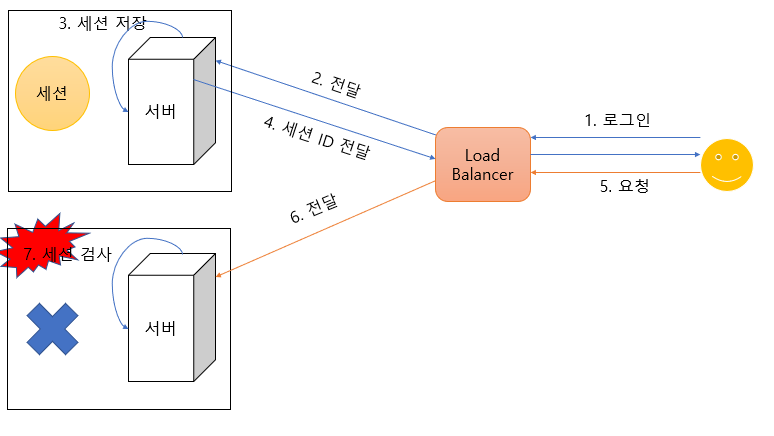 3. 세션 저장
세션
서버
2. 전달
4. 세션 ID 전달
Load
Balancer
1. 로그인
5. 요청
6. 전달
7. 세션 검사
서버